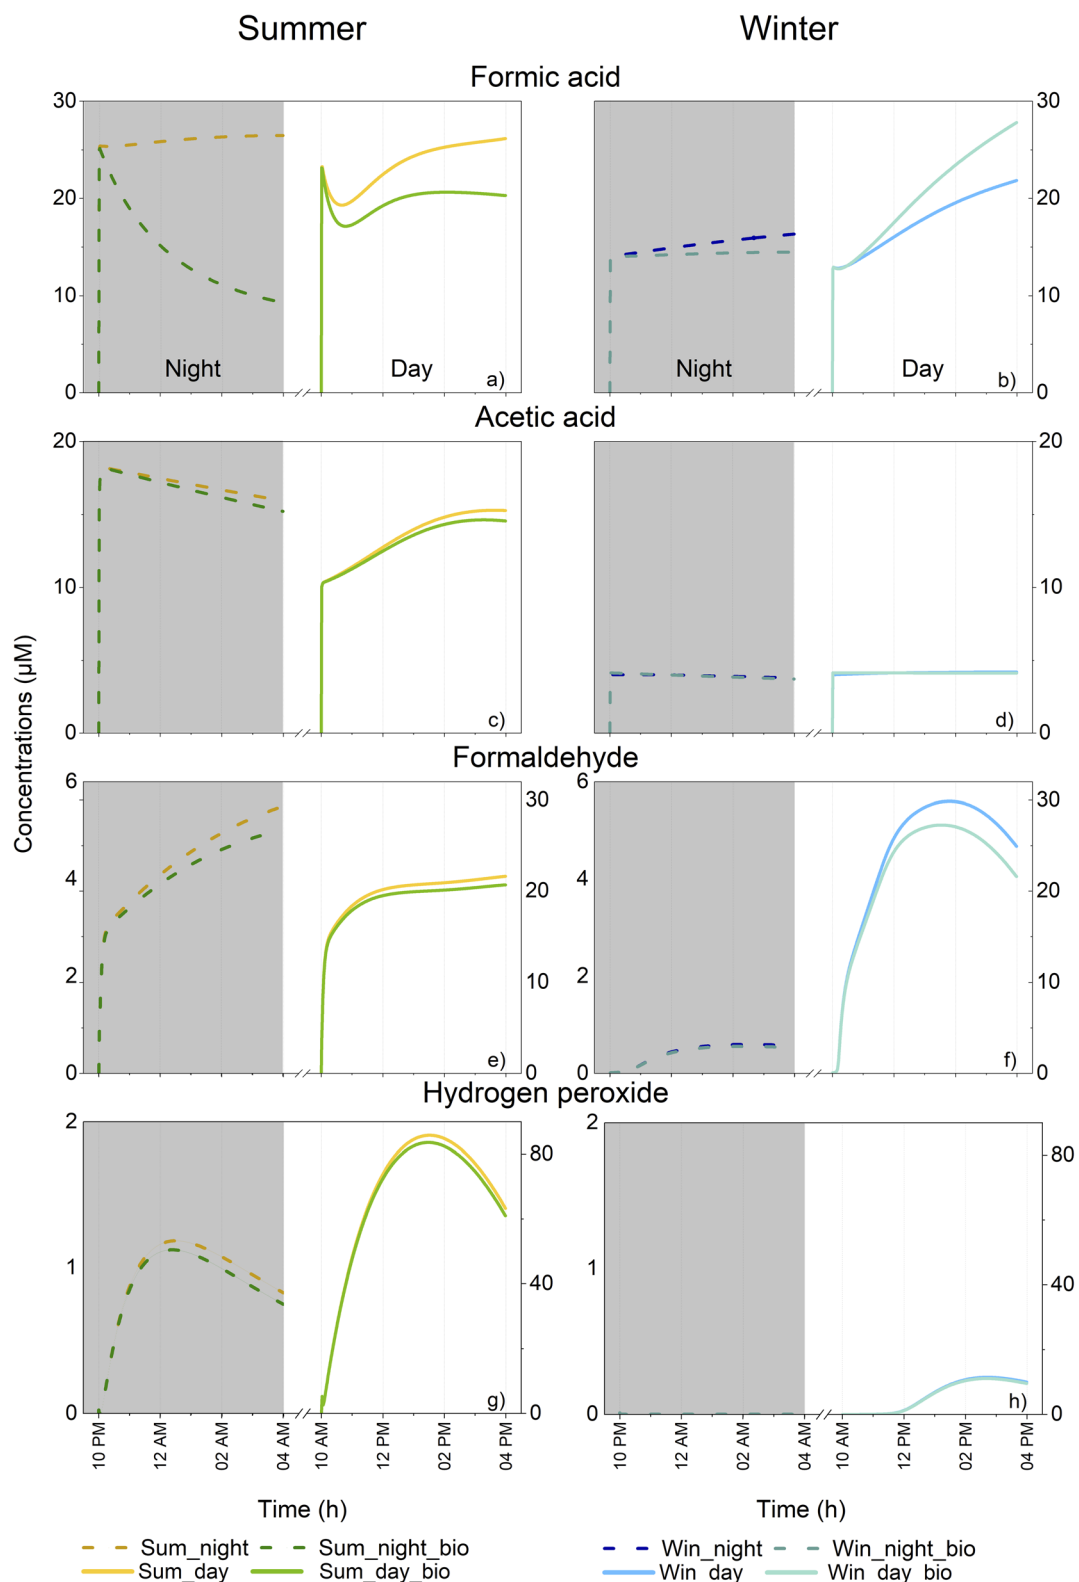 Summer Winter
Formic acid
30 30
20 20
10 10
Night Day a) Night Day b)
0 0
Acetic acid
20 20
10 10
c) d)
0 0
Concentrations (µM)
Formaldehyde
6 30 6 30
4 20 4 20
2 10 2 10
e) f)
0 0 0 0
Hydrogen peroxide
2 80 2 80
1 40 1 40
g) h)
0 0 0 0
10 PM 12 AM 02 AM 04 AM 10 AM 12 PM 02 PM 04 PM 10 PM 12 AM 02 AM 04 AM 10 AM 12 PM 02 PM 04 PM
Time (h) Time (h)
Sum_night Sum_night_bio Win_night Win_night_bio
Sum_day Sum_day_bio Win_day Win_day_bio